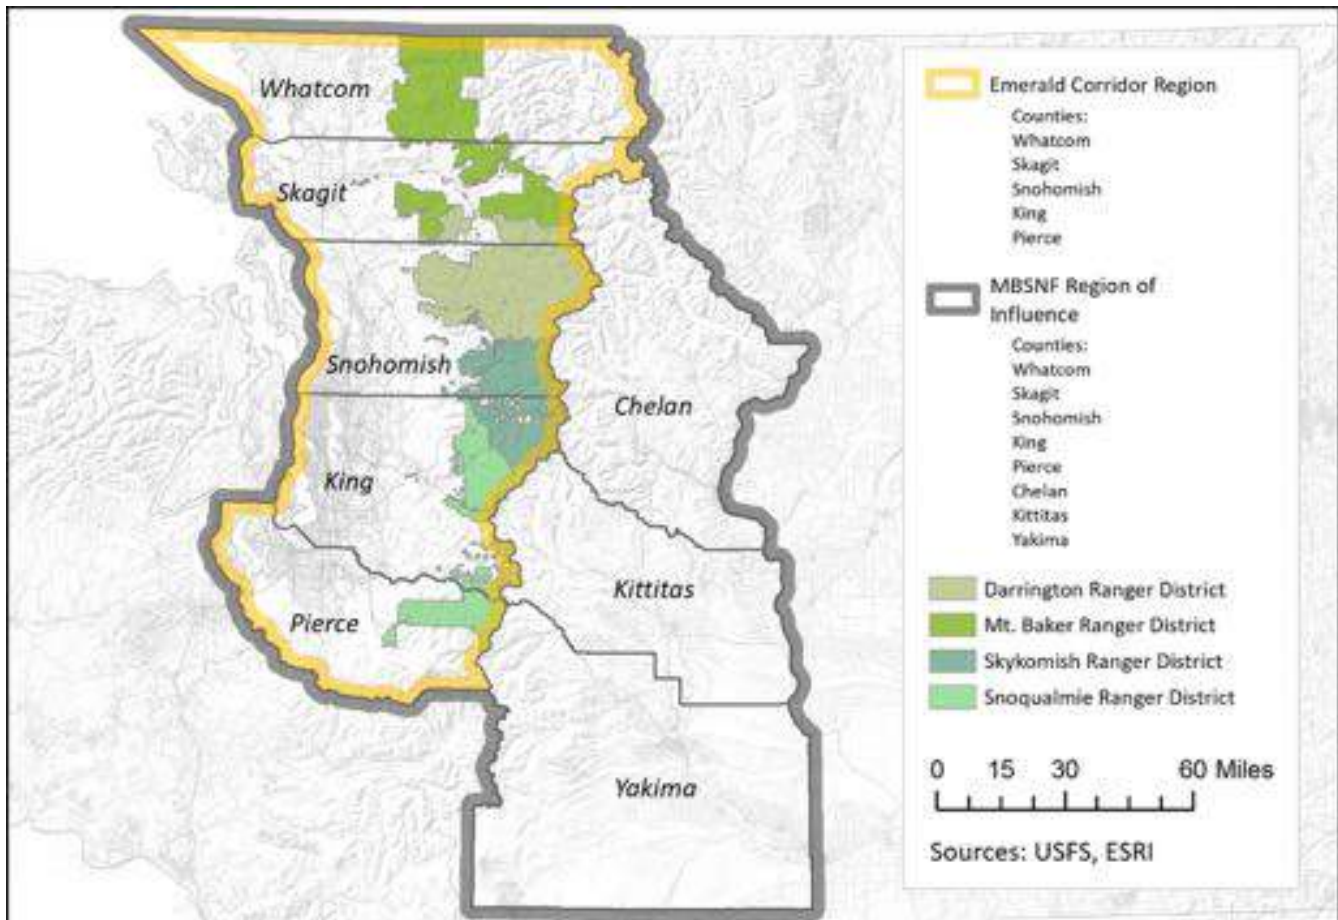 Whatcom
Skagit
Snohomish
King
Pierce
Chelan
Kittitas
Yakima
Emerald Corridor Region
Counties:
Whatcom
Skagit
Snohomish
King
Pierce
MBSNF Region of
Influence
Counties:
Whatcom
Skagit
Snohomish
King
Pierce
Chelan
Kittitas
Yakima
Darrington Ranger District
Mt. Baker Ranger District
Skykomish Ranger District
Snoqualmie Ranger District
0 15 30 60 Miles
Sources: USFS, ESRI